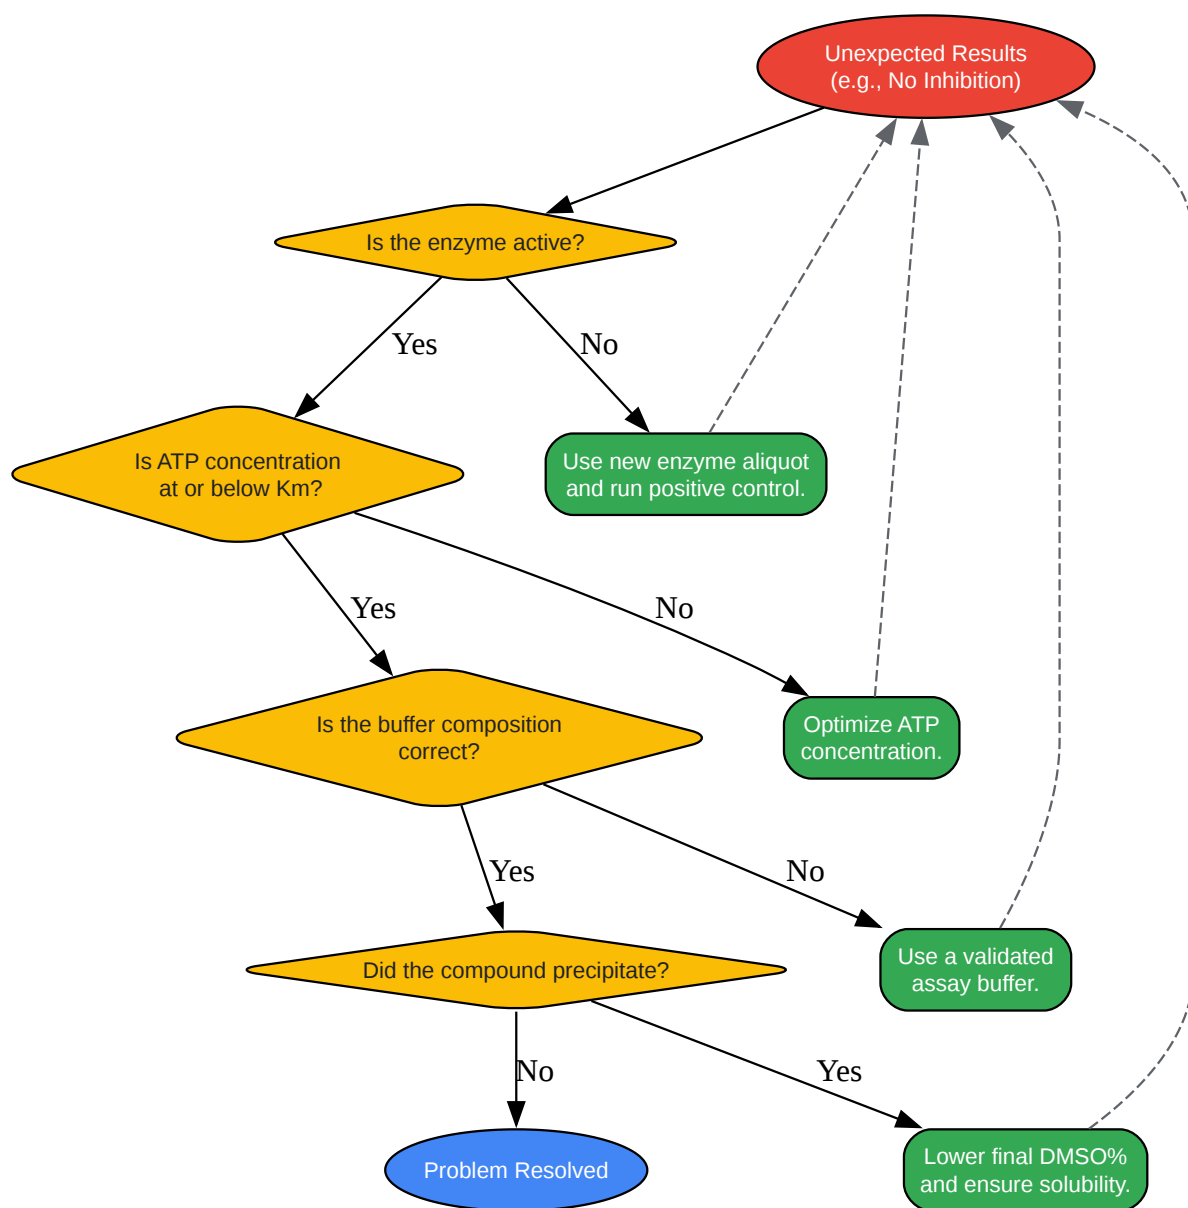 Unexpected Results
(e.g., No Inhibition)
Is the enzyme active?
Yes
No
Is ATP concentration
at or below Km?
Use new enzyme aliquot
and run positive control.
Yes
No
Is the buffer composition
correct?
Optimize ATP
concentration.
Yes
No
Did the compound precipitate?
Use a validated
assay buffer.
No
Yes
Problem Resolved
Lower final DMSO%
and ensure solubility.